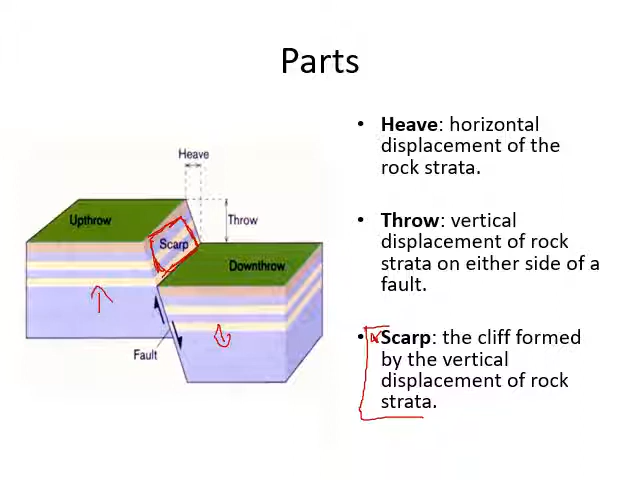 Parts
Heave
Upthrow
Throw
Scarp
Downthrow
Fault
• Heave: horizontal
displacement of the
rock strata.
• Throw: vertical
displacement of rock
strata on either side of a
fault.
• Scarp: the cliff formed
by the vertical
displacement of rock
strata.